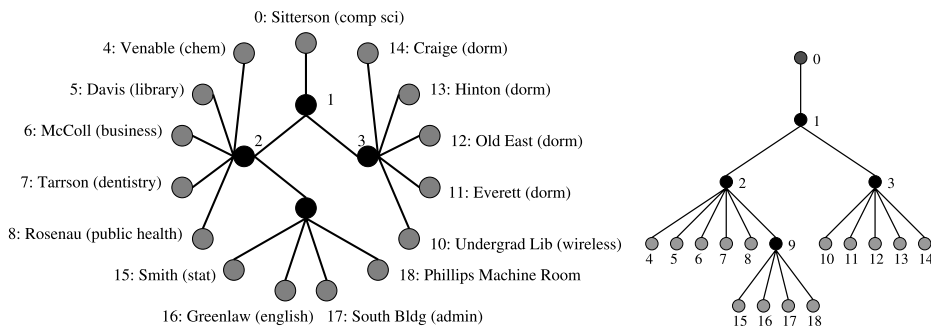 0: Sitterson (comp sci)
4: Venable (chem)
14: Craige (dorm)
5: Davis (library)
13: Hinton (dorm)
1
6: McColl (business)
2
3
12: Old East (dorm)
7: Tarrson (dentistry)
11: Everett (dorm)
8: Rosenau (public health)
10: Undergrad Lib (wireless)
15: Smith (stat)
18: Phillips Machine Room
16: Greenlaw (english)
17: South Bldg (admin)
0
1
2
3
4 5 6 7 8 9
10 11 12 13 14
15 16 17 18